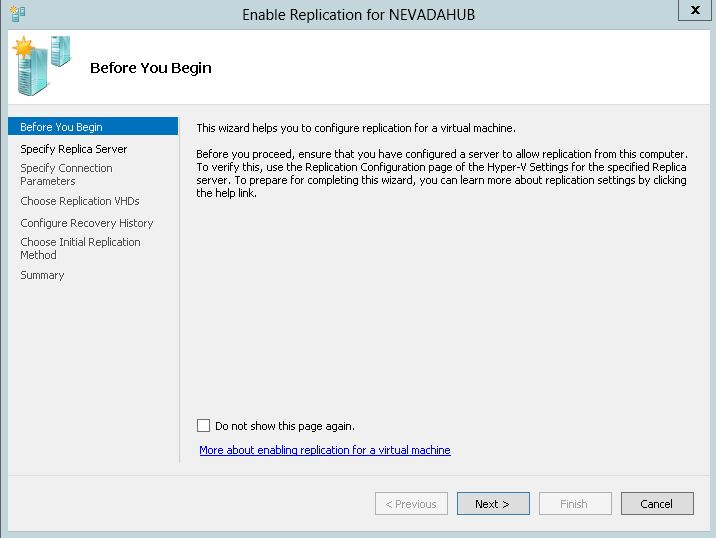 Enable Replication for NEVADAHUB
x
Before You Begin
Before You Begin
Specify Replica Server
Specify Connection
Parameters
Choose Replication VHDs
Configure Recovery History
Choose Initial Replication
Method
Summary
This wizard helps you to configure replication for a virtual machine.
Before you proceed, ensure that you have configured a server to allow replication from this computer.
To verify this, use the Replication Configuration page of the Hyper-V Settings for the specified Replica
server. To prepare for completing this wizard, you can learn more about replication settings by clicking
the help link.
Do not show this page again.
More about enabling replication for a virtual machine
< Previous
Next >
Finish
Cancel